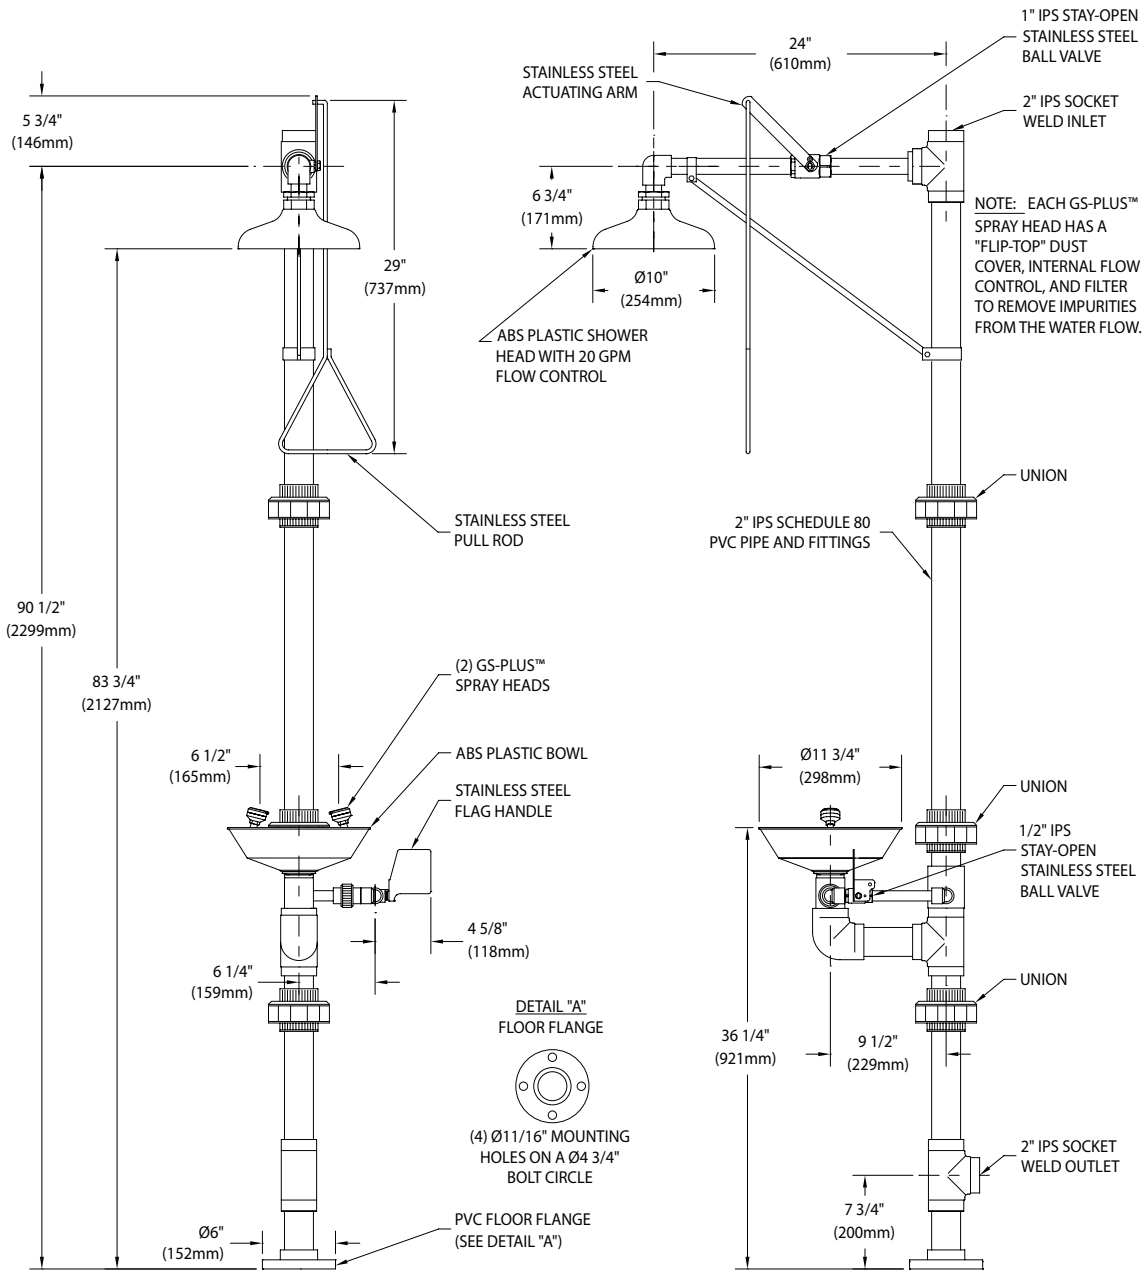 5 3/4"
(146mm)
29"
(737mm)
STAINLESS STEEL
PULL ROD
90 1/2"
(2299mm)
83 3/4"
(2127mm)
(2) GS-PLUS™
SPRAY HEADS
6 1/2"
(165mm)
ABS PLASTIC BOWL
STAINLESS STEEL
FLAG HANDLE
4 5/8"
(118mm)
6 1/4"
(159mm)
DETAIL "A"
FLOOR FLANGE
(4) Ø11/16" MOUNTING
HOLES ON A Ø4 3/4"
BOLT CIRCLE
Ø6"
(152mm)
PVC FLOOR FLANGE
(SEE DETAIL "A")
24"
(610mm)
1" IPS STAY-OPEN
STAINLESS STEEL
BALL VALVE
STAINLESS STEEL
ACTUATING ARM
2" IPS SOCKET
WELD INLET
6 3/4"
(171mm)
NOTE: EACH GS-PLUS™
SPRAY HEAD HAS A
"FLIP-TOP" DUST
COVER, INTERNAL FLOW
CONTROL, AND FILTER
TO REMOVE IMPURITIES
FROM THE WATER FLOW.
Ø10"
(254mm)
ABS PLASTIC SHOWER
HEAD WITH 20 GPM
FLOW CONTROL
UNION
2" IPS SCHEDULE 80
PVC PIPE AND FITTINGS
Ø11 3/4"
(298mm)
UNION
1/2" IPS
STAY-OPEN
STAINLESS STEEL
BALL VALVE
UNION
36 1/4"
(921mm)
9 1/2"
(229mm)
2" IPS SOCKET
WELD OUTLET
7 3/4"
(200mm)